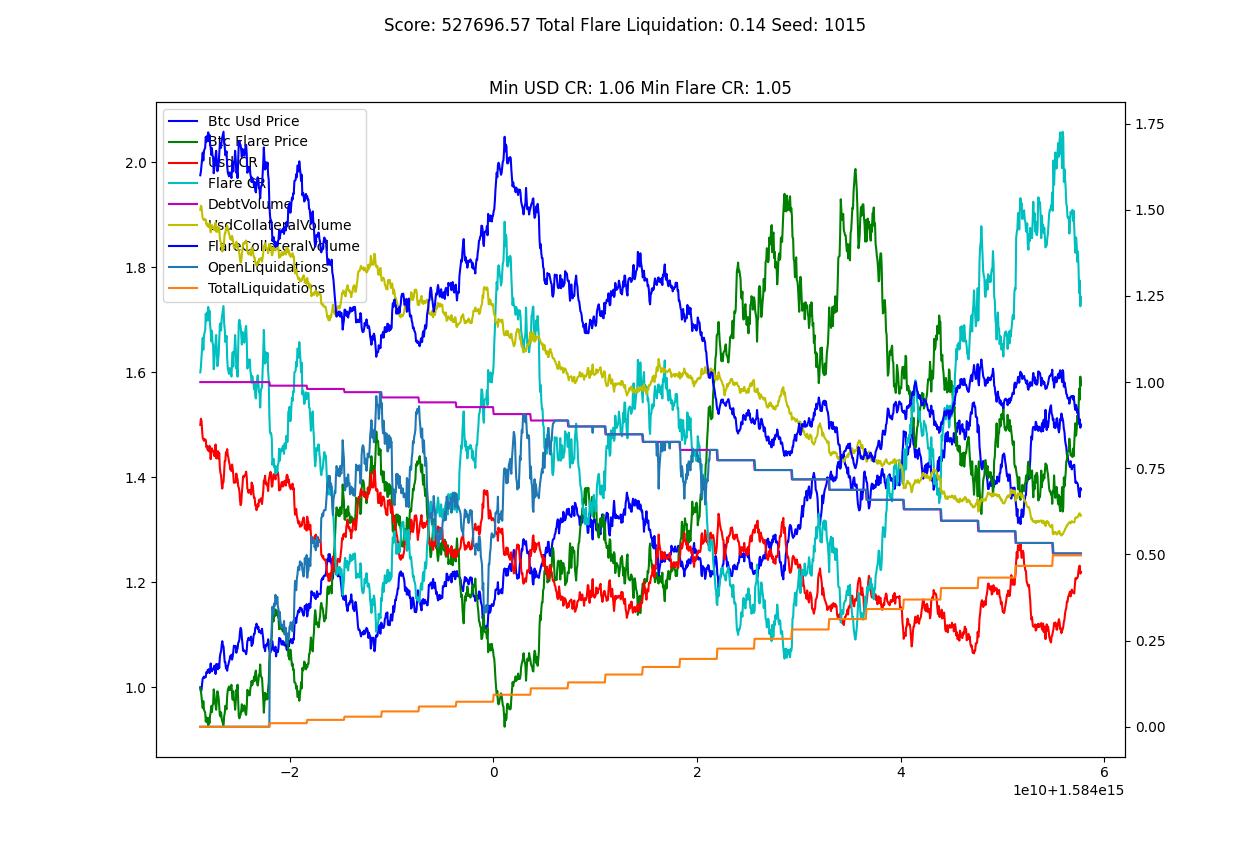 Score: 527696.57 Total Flare Liquidation: 0.14 Seed: 1015
Min USD CR: 1.06 Min Flare CR: 1.05
Btc Usd Price
Btc Flare Price
Usd CR
Flare CR
DebtVolume
UsdCollateralVolume
FlareCollateralVolume
OpenLiquidations
TotalLiquidations
2.0
1.8
1.6
1.4
1.2
1.0
1.75
1.50
1.25
1.00
0.75
0.50
0.25
0.00
−2 0 2 4 6
1e10+1.584e15